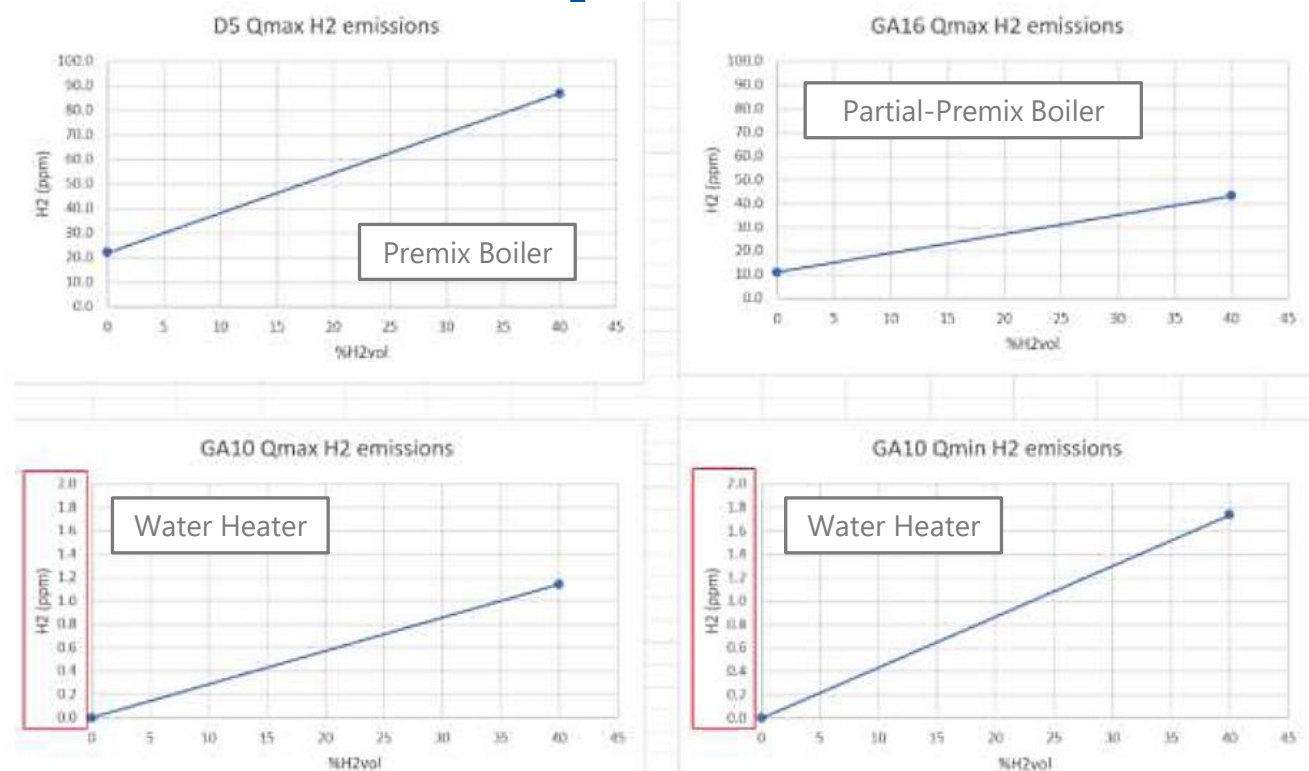 D5 Qmax H2 emissions
100.0
90.0
80.0
70.0
60.0
50.0
40.0
30.0
20.0
10.0
0.0
H2 (ppm)
Premix Boiler
0 5 10 15 20 25 30 35 40 45
%H2vol
GA16 Qmax H2 emissions
100.0
90.0
80.0
70.0
60.0
50.0
40.0
30.0
20.0
10.0
0.0
H2 (ppm)
Partial-Premix Boiler
0 5 10 15 20 25 30 35 40 45
%H2vol
GA10 Qmax H2 emissions
2.0
1.8
1.6
1.4
1.2
1.0
0.8
0.6
0.4
0.2
0.0
H2 (ppm)
Water Heater
0 5 10 15 20 25 30 35 40 45
%H2vol
GA10 Qmin H2 emissions
2.0
1.8
1.6
1.4
1.2
1.0
0.8
0.6
0.4
0.2
0.0
H2 (ppm)
Water Heater
0 5 10 15 20 25 30 35 40 45
%H2vol